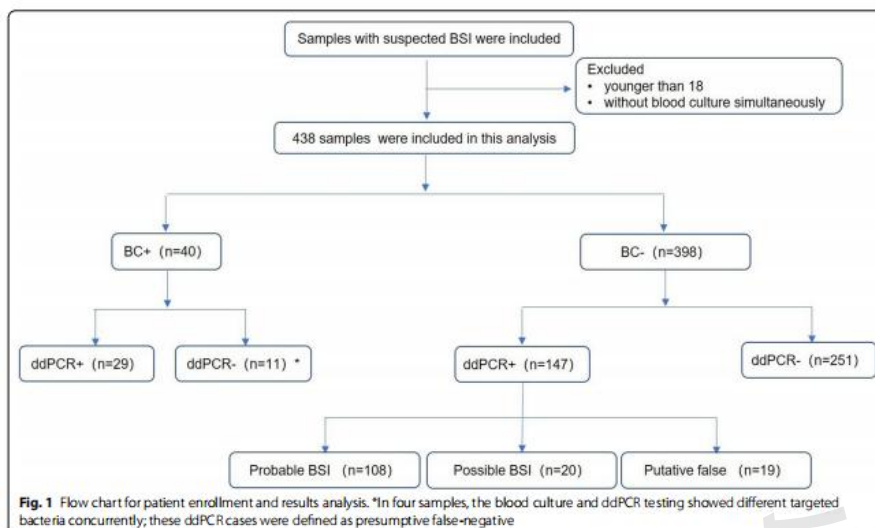 Samples with suspected BSI were included
Excluded
• younger than 18
• without blood culture simultaneously
438 samples were included in this analysis
BC+ (n=40)
BC- (n=398)
ddPCR+ (n=29)
ddPCR- (n=11) *
ddPCR+ (n=147)
ddPCR- (n=251)
Probable BSI (n=108)
Possible BSI (n=20)
Putative false (n=19)
Fig. 1 Flow chart for patient enrollment and results analysis. *In four samples, the blood culture and ddPCR testing showed different targeted
bacteria concurrently; these ddPCR cases were defined as presumptive false-negative